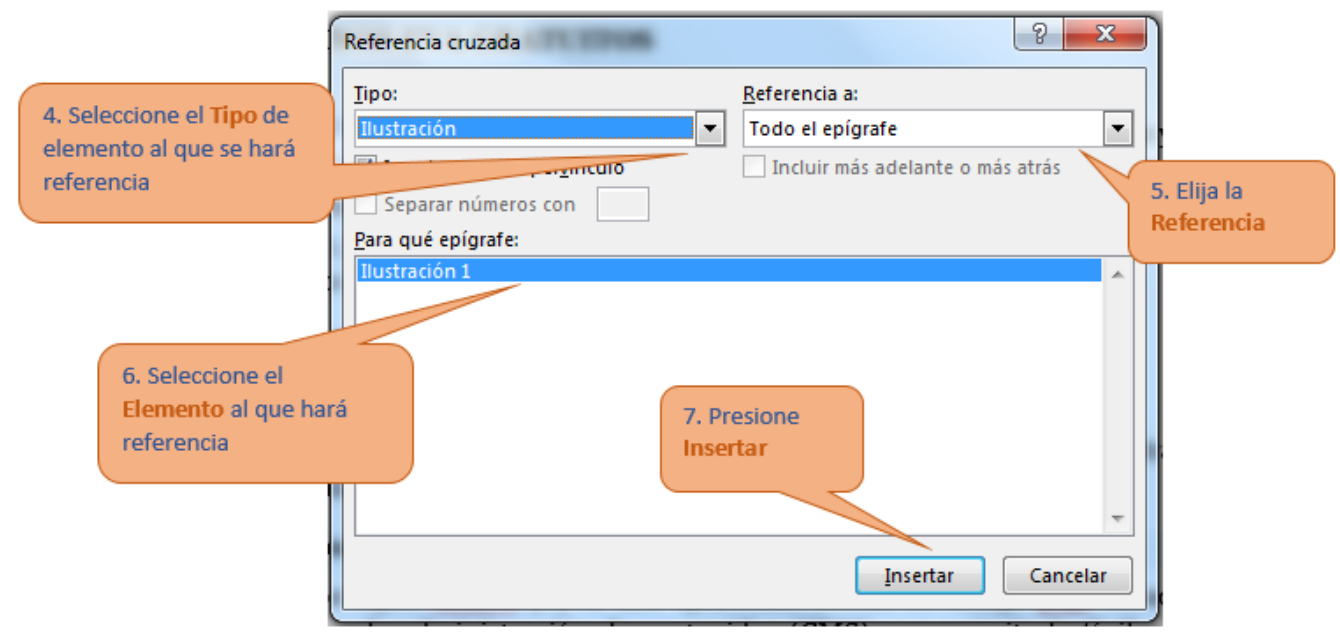 Referencia cruzada
Tipo:
Referencia a:
Ilustración
Todo el epígrafe
Incluir más adelante o más atrás
Separar números con
Para qué epígrafe:
Ilustración 1
Insertar
Cancelar
4. Seleccione el Tipo de
elemento al que se hará
referencia
5. Elija la
Referencia
6. Seleccione el
Elemento al que hará
referencia
7. Presione
Insertar